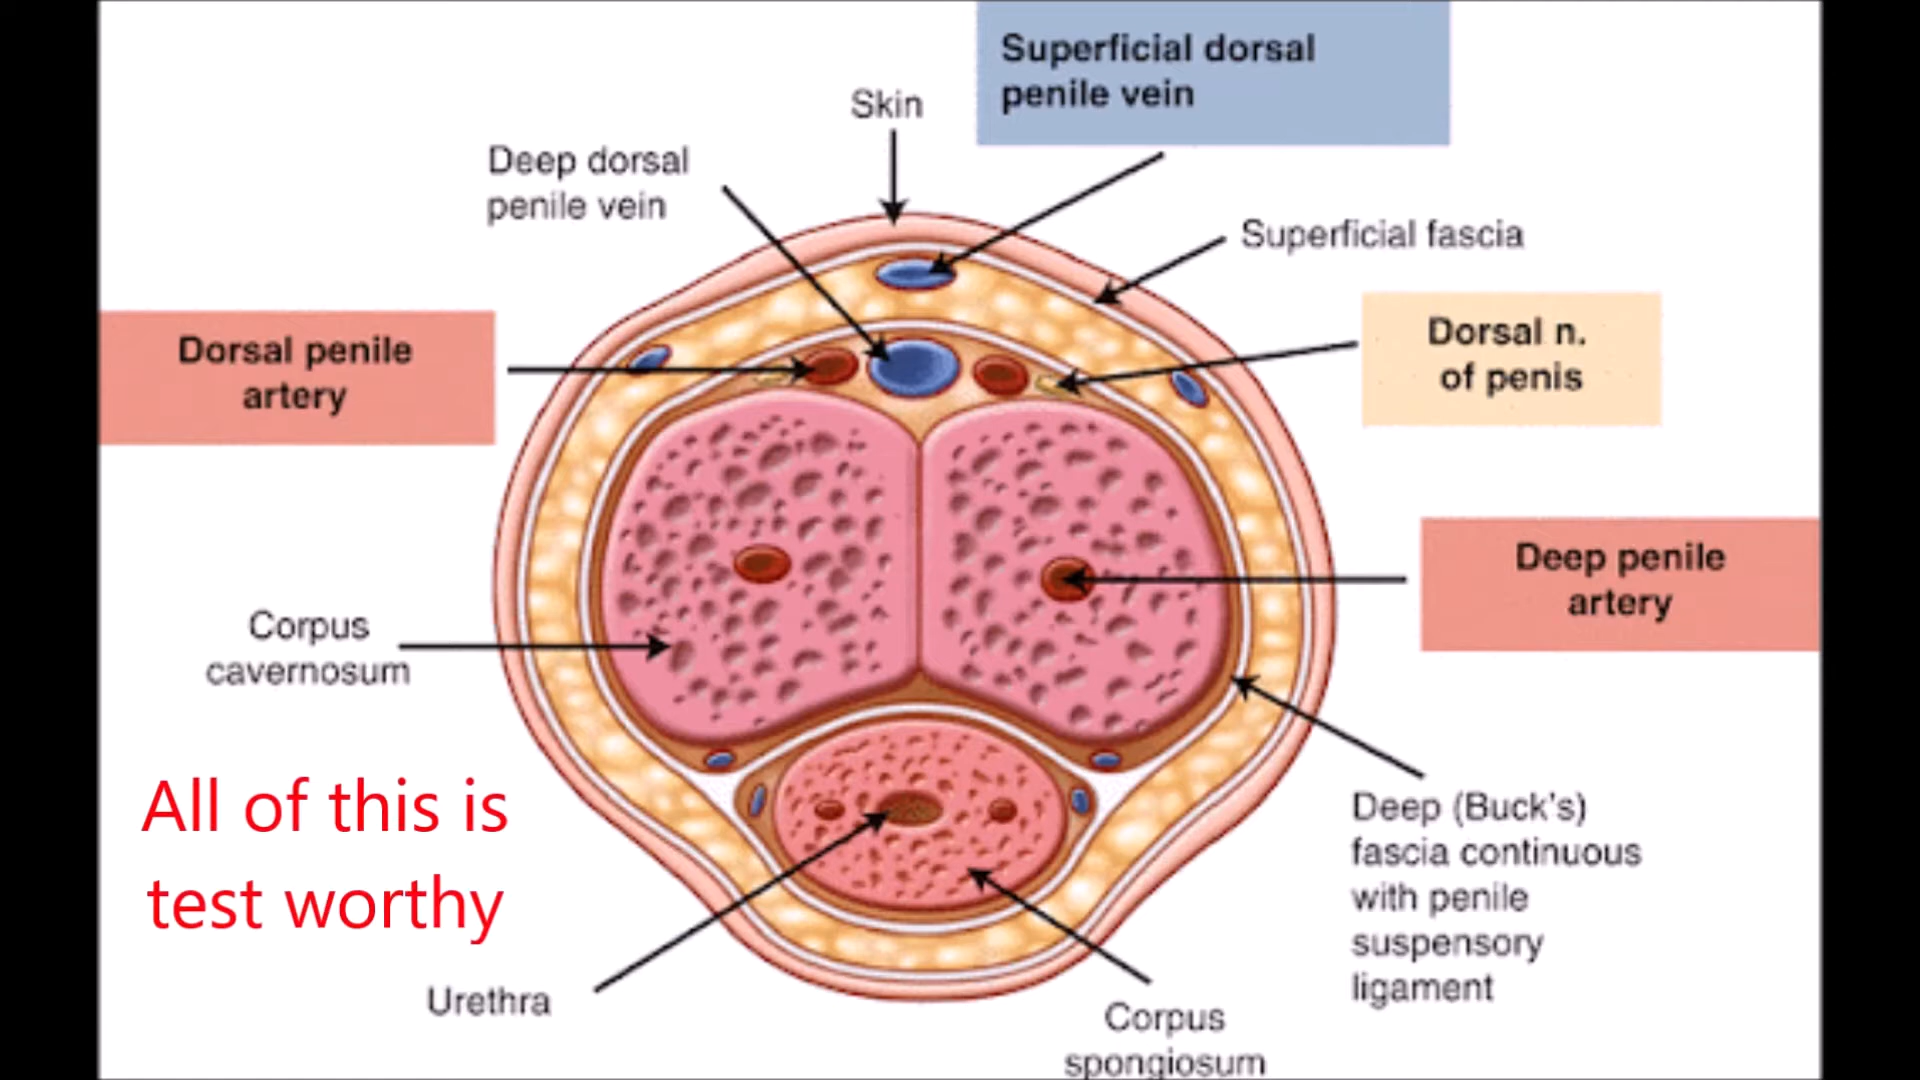 Superficial dorsal
penile vein
Skin
Deep dorsal
penile vein
Superficial fascia
Dorsal penile
artery
Dorsal n.
of penis
Deep penile
artery
Corpus
cavernosum
All of this is
test worthy
Deep (Buck's)
fascia continuous
with penile
suspensory
ligament
Urethra
Corpus
spongiosum